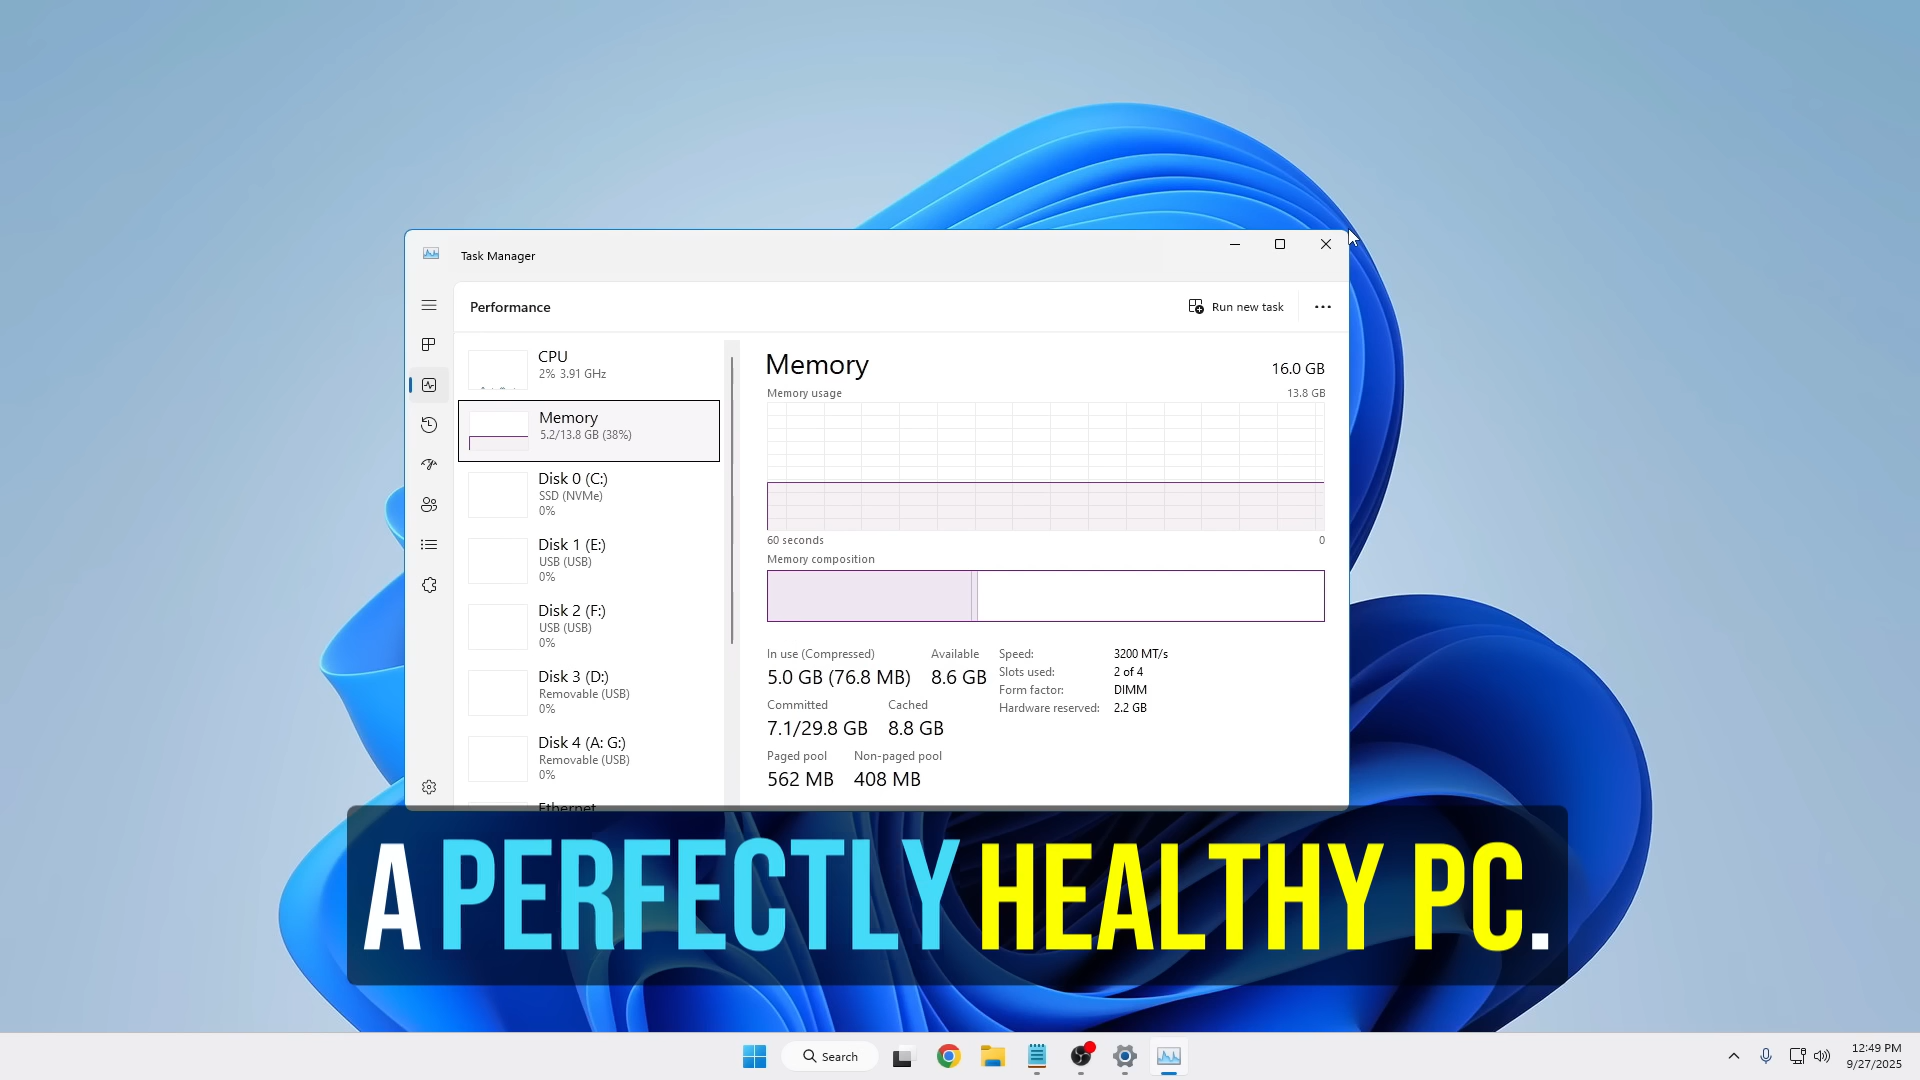 Task Manager
Performance
Run new task
CPU
2% 3.91 GHz
Memory
5.2/13.8 GB (38%)
Disk 0 (C:)
SSD (NVMe)
0%
Disk 1 (E:)
USB (USB)
0%
Disk 2 (F:)
USB (USB)
0%
Disk 3 (D:)
Removable (USB)
0%
Disk 4 (A: G:)
Removable (USB)
0%
Ethernet
Memory 16.0 GB
Memory usage 13.8 GB
60 seconds 0
Memory composition
In use (Compressed) Available
5.0 GB (76.8 MB) 8.6 GB
Committed Cached
7.1/29.8 GB 8.8 GB
Paged pool Non-paged pool
562 MB 408 MB
Speed: 3200 MT/s
Slots used: 2 of 4
Form factor: DIMM
Hardware reserved: 2.2 GB
A PERFECTLY HEALTHY PC.
Search
12:49 PM
9/27/2025